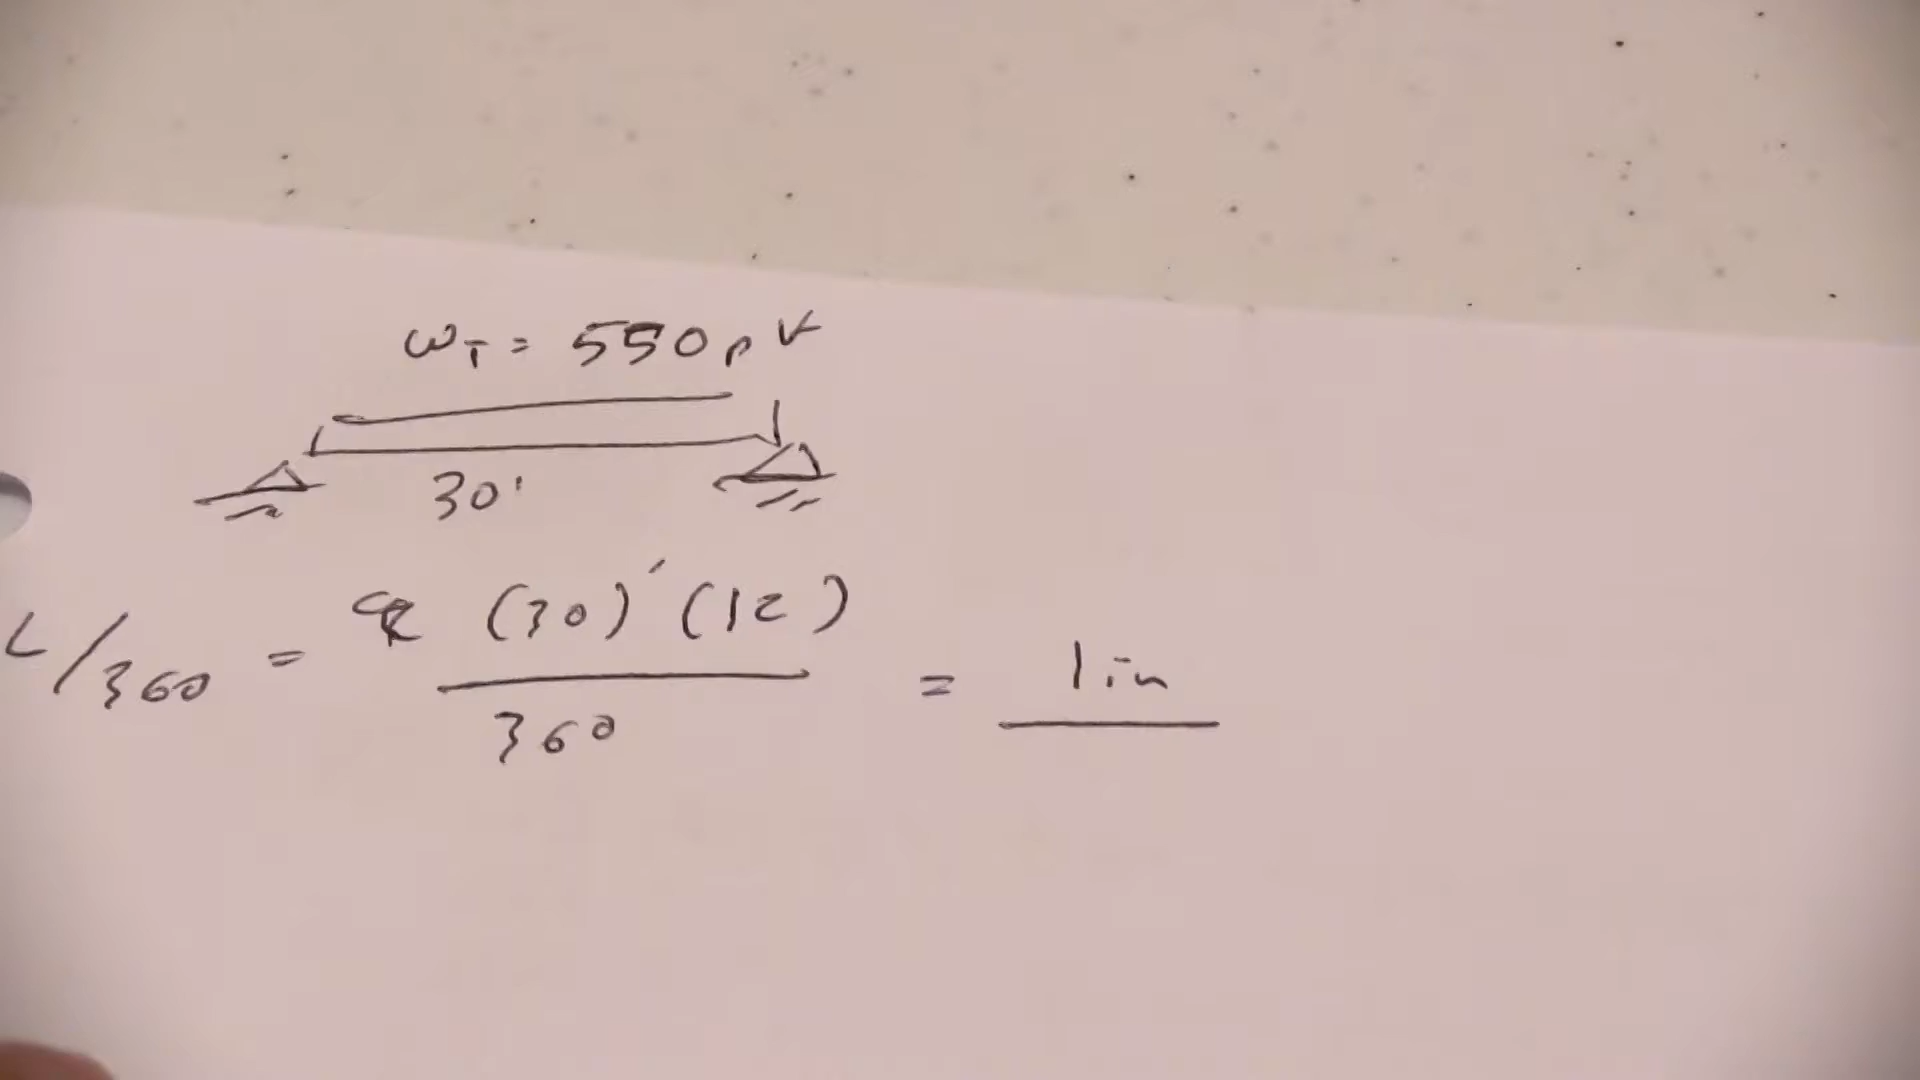 ωT = 550 plf
30'
L/360 = (30)' (12) / 360 = 1 in